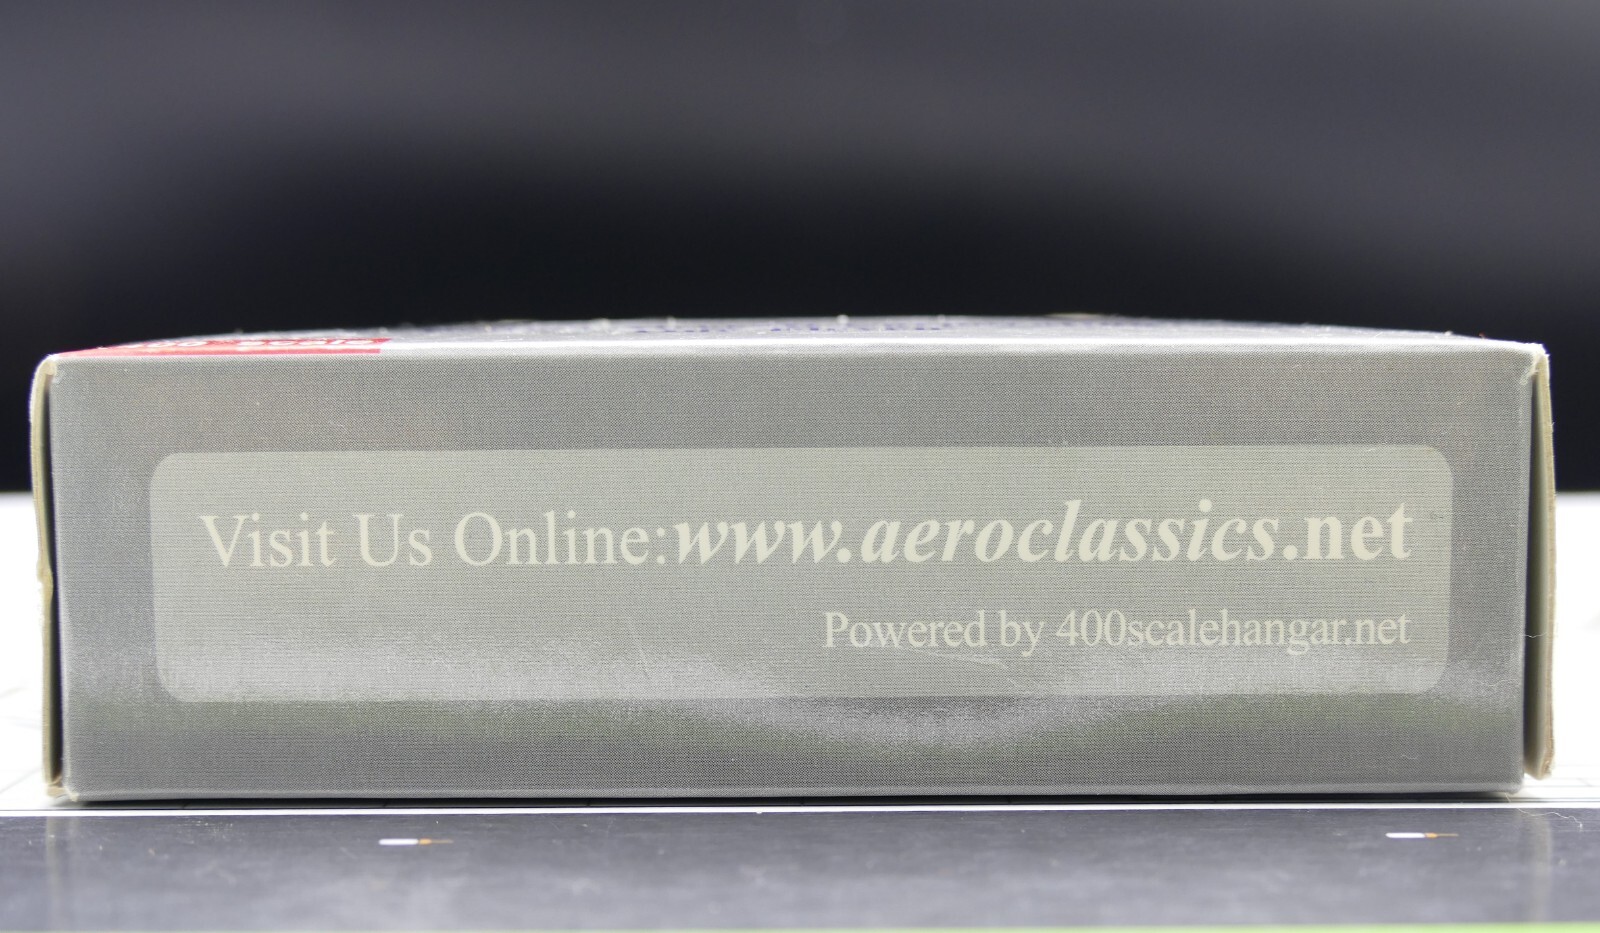 Visit Us Online:www.aeroclassics.net
Powered by 400scalehangar.net